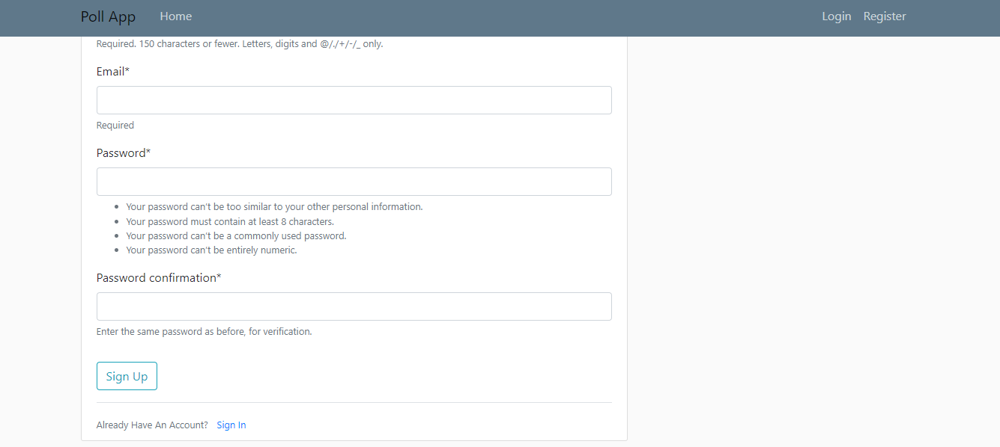 Poll App Home Login Register
Required. 150 characters or fewer. Letters, digits and @/./+/-/_ only.
Email*
Required
Password*
Your password can't be too similar to your other personal information.
Your password must contain at least 8 characters.
Your password can't be a commonly used password.
Your password can't be entirely numeric.
Password confirmation*
Enter the same password as before, for verification.
Sign Up
Already Have An Account? Sign In